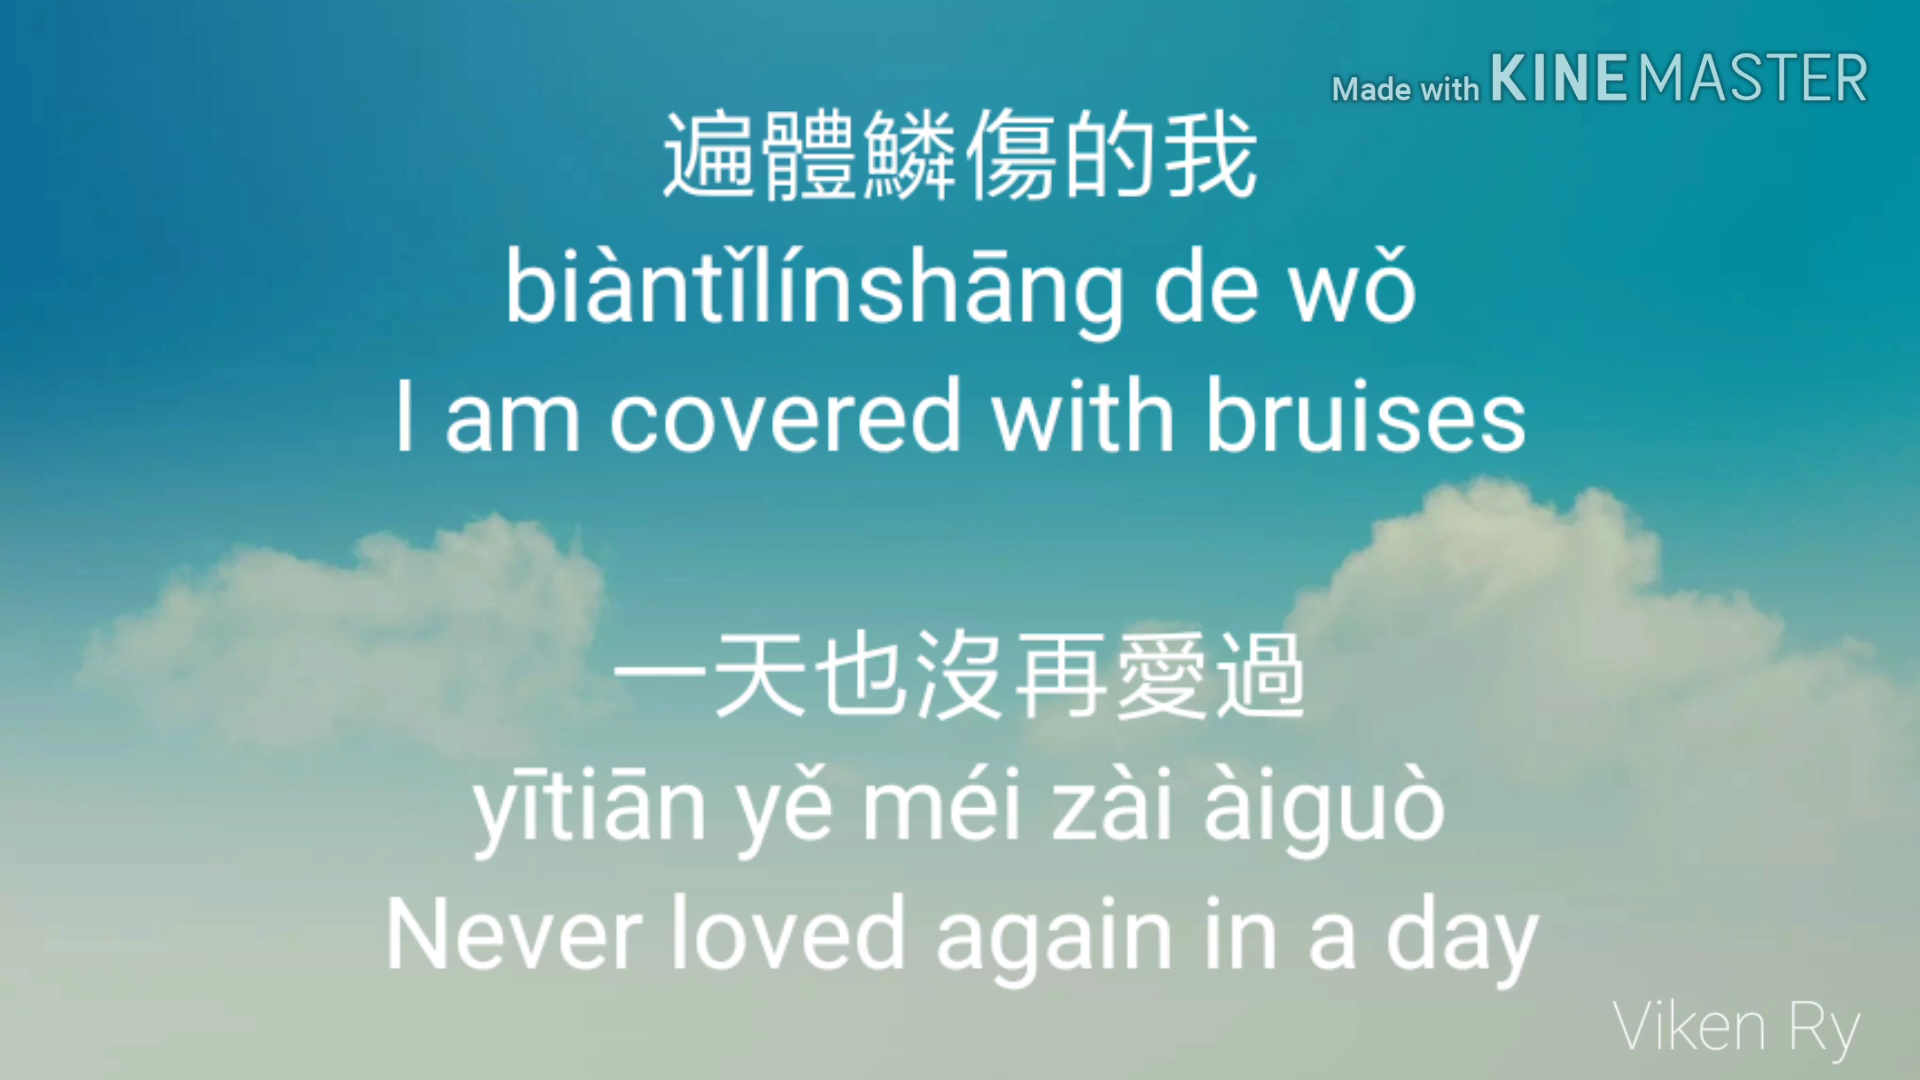 Made with KINEMASTER
遍體鱗傷的我
biàntǐlínshāng de wǒ
I am covered with bruises
一天也沒再愛過
yītiān yě méi zài àiguò
Never loved again in a day
Viken Ry